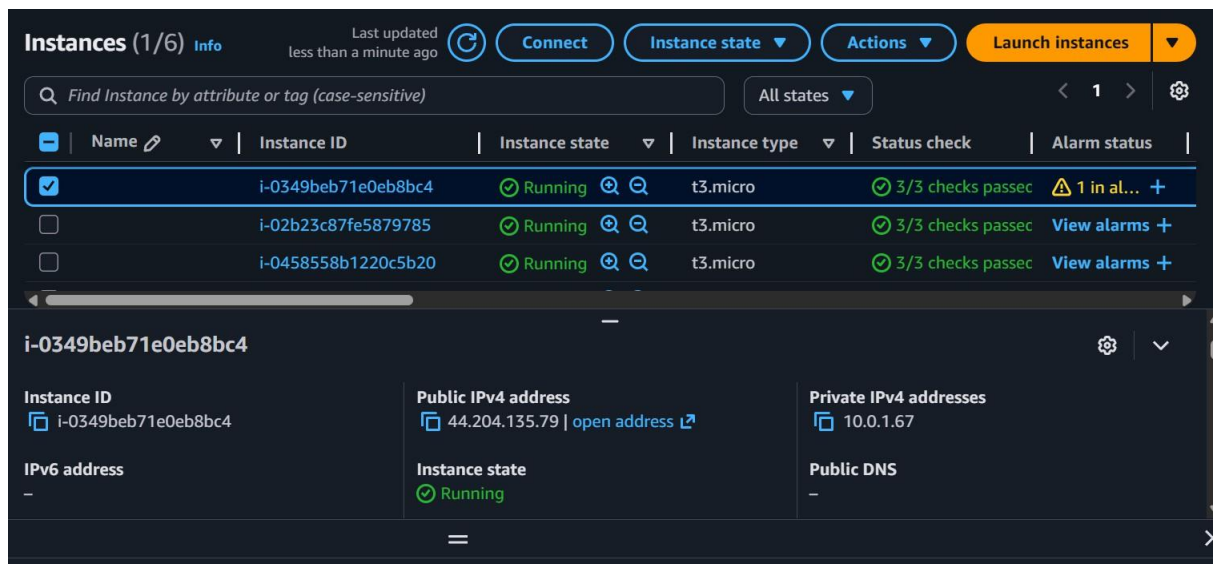 Instances (1/6) Info
Last updated
less than a minute ago
Connect
Instance state
Actions
Launch instances
Find Instance by attribute or tag (case-sensitive)
All states
1
Name
Instance ID
Instance state
Instance type
Status check
Alarm status
i-0349beb71e0eb8bc4 Running t3.micro 3/3 checks passed 1 in al... +
i-02b23c87fe5879785 Running t3.micro 3/3 checks passed View alarms +
i-0458558b1220c5b20 Running t3.micro 3/3 checks passed View alarms +
i-0349beb71e0eb8bc4
Instance ID
i-0349beb71e0eb8bc4
Public IPv4 address
44.204.135.79 | open address
Private IPv4 addresses
10.0.1.67
IPv6 address
–
Instance state
Running
Public DNS
–